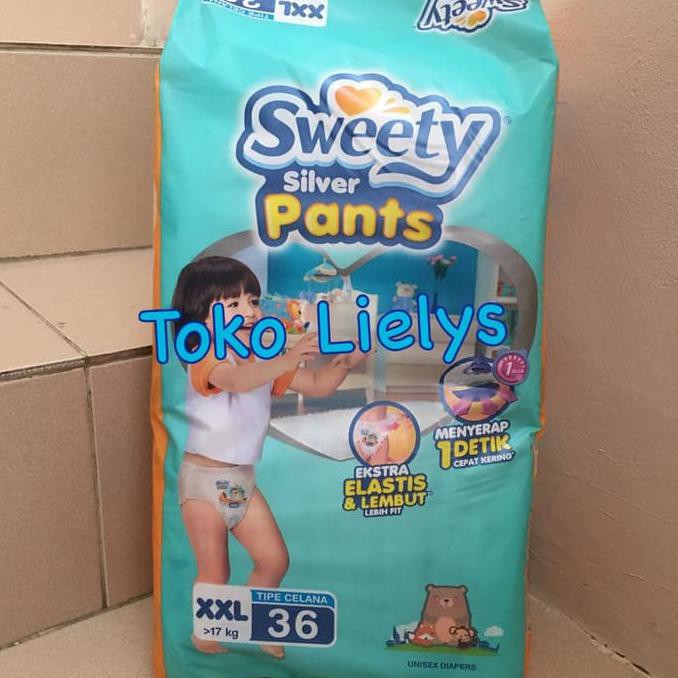 XXL
Sweety
Sweety
Silver
Pants
Toko Lielys
MENYERAP
1 DETIK
CEPAT KERING
EKSTRA
ELASTIS
& LEMBUT
LEBIH FIT
XXL
>17 kg
TIPE CELANA
36
UNISEX DIAPERS